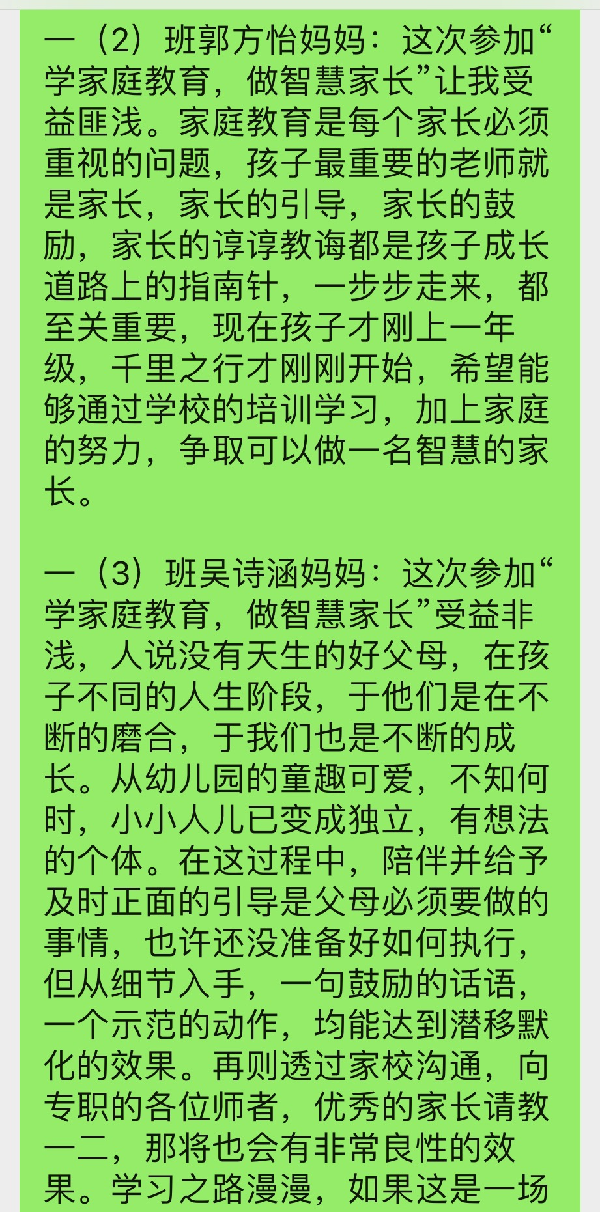 一（2）班郭方怡妈妈：这次参加“
学家庭教育，做智慧家长”让我受
益匪浅。家庭教育是每个家长必须
重视的问题，孩子最重要的老师就
是家长，家长的引导，家长的鼓
励，家长的谆谆教诲都是孩子成长
道路上的指南针，一步步走来，都
至关重要，现在孩子才刚上一年
级，千里之行才刚刚开始，希望能
够通过学校的培训学习，加上家庭
的努力，争取可以做一名智慧的家
长。
一（3）班吴诗涵妈妈：这次参加“
学家庭教育，做智慧家长”受益非
浅，人说没有天生的好父母，在孩
子不同的人生阶段，于他们是在不
断的磨合，于我们也是不断的成
长。从幼儿园的童趣可爱，不知何
时，小小人儿已变成独立，有想法
的个体。在这过程中，陪伴并给予
及时正面的引导是父母必须要做的
事情，也许还没准备好如何执行，
但从细节入手，一句鼓励的话语，
一个示范的动作，均能达到潜移默
化的效果。再则透过家校沟通，向
专职的各位师者，优秀的家长请教
一二，那将也会有非常良性的效
果。学习之路漫漫，如果这是一场